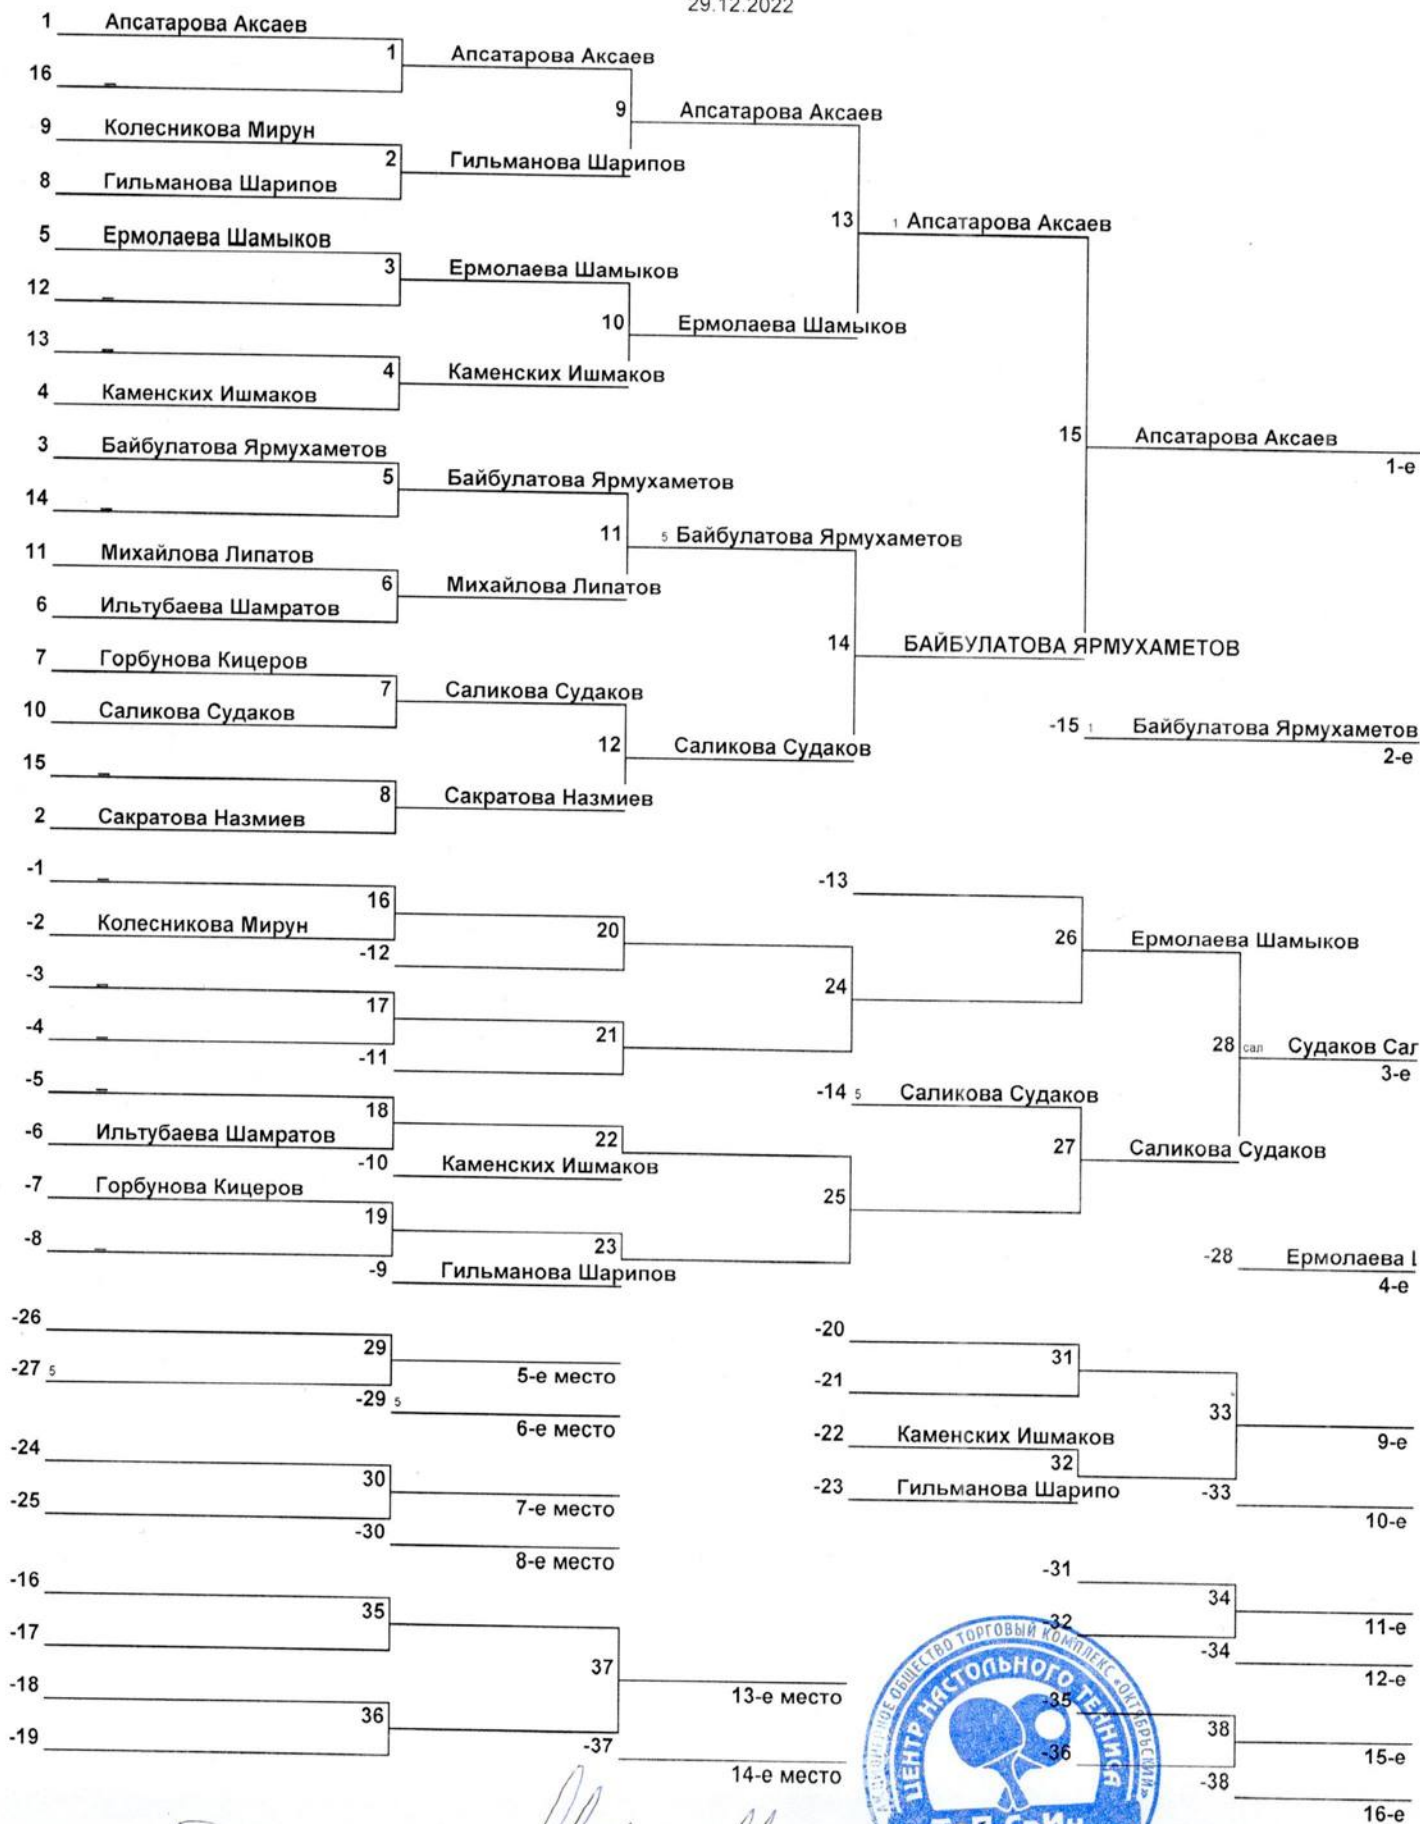 29.12.2022
1 Апсатарова Аксаев
1 Апсатарова Аксаев
16 –
9 Апсатарова Аксаев
9 Колесникова Мирун
2 Гильманова Шарипов
8 Гильманова Шарипов
13 1 Апсатарова Аксаев
5 Ермолаева Шамыков
3 Ермолаева Шамыков
12 –
10 Ермолаева Шамыков
13 –
4 Каменских Ишмаков
4 Каменских Ишмаков
15 Апсатарова Аксаев
1-е
3 Байбулатова Ярмухаметов
5 Байбулатова Ярмухаметов
14 –
11 5 Байбулатова Ярмухаметов
11 Михайлова Липатов
6 Михайлова Липатов
6 Ильтубаева Шамратов
14 БАЙБУЛАТОВА ЯРМУХАМЕТОВ
7 Горбунова Кицеров
7 Саликова Судаков
10 Саликова Судаков
-15 1 Байбулатова Ярмухаметов
2-е
12 Саликова Судаков
15 –
8 Сакратова Назмиев
2 Сакратова Назмиев
-1 –
-13
16
-2 Колесникова Мирун
20
26 Ермолаева Шамыков
-12
-3 –
24
17
-4 –
21
28 сал Судаков Сал
3-е
-11
-5 –
-14 5 Саликова Судаков
18
-6 Ильтубаева Шамратов
22
27 Саликова Судаков
-10 Каменских Ишмаков
-7 Горбунова Кицеров
25
19
-8 –
23
-28 Ермолаева
4-е
-9 Гильманова Шарипов
-26
-20
29
31
5-е место
-27 5
-21
-29 5
6-е место
33
9-е
-22 Каменских Ишмаков
-24
32
30
-23 Гильманова Шарипо
-33
10-е
7-е место
-25
-30
8-е место
-31
-16
34
11-е
35
-32
-17
-34
12-е
37
13-е место
-18
-35
36
38
15-е
-19
-37
14-е место
-36
-38
16-е
АКЦИОНЕРНОЕ ОБЩЕСТВО ТОРГОВЫЙ КОМПЛЕКС «ОКТЯБРЬСКИЙ»
ЦЕНТР НАСТОЛЬНОГО ТЕННИСА